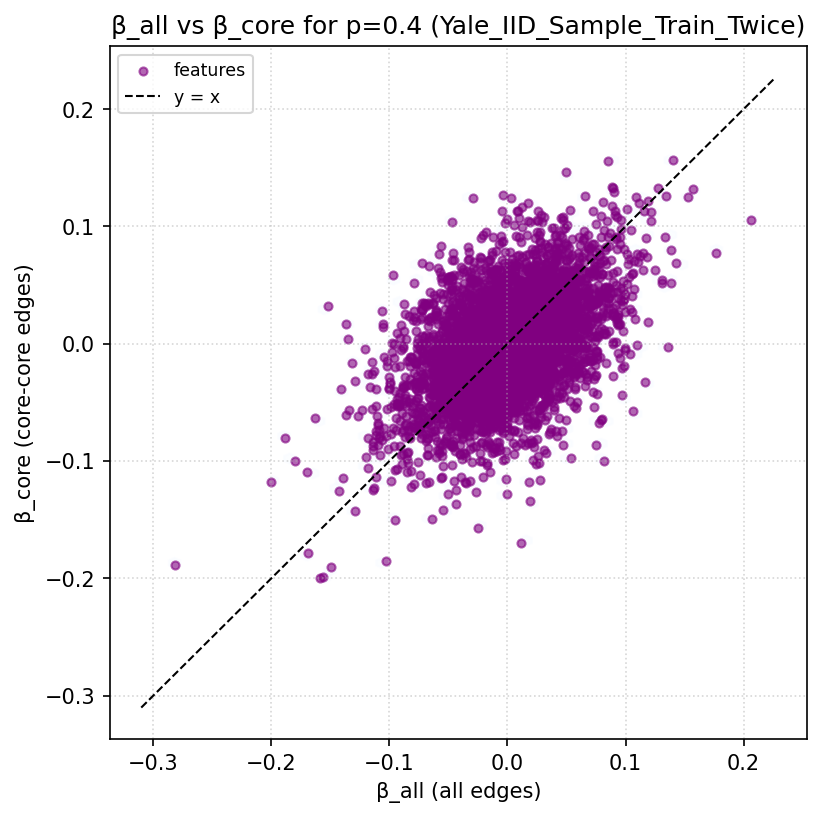 β_all vs β_core for p=0.4 (Yale_IID_Sample_Train_Twice)
features
y = x
0.2
0.1
0.0
−0.1
−0.2
−0.3
β_core (core-core edges)
−0.3
−0.2
−0.1
0.0
0.1
0.2
β_all (all edges)